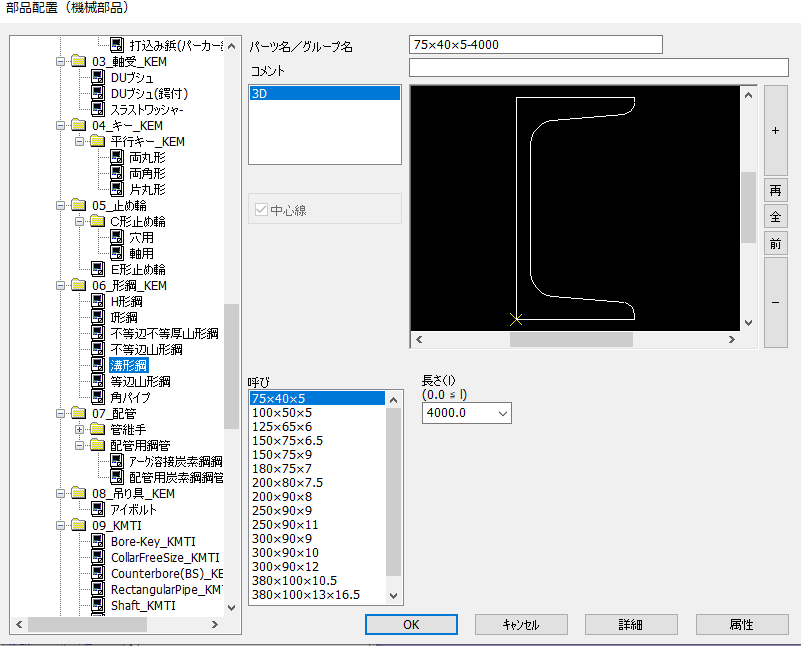 部品配置（機械部品）
打込み鋲(パーカー鋲
03_軸受_KEM
DUブシュ
DUブシュ(鍔付)
スラストワッシャｰ
04_キー_KEM
平行キー_KEM
両丸形
両角形
片丸形
05_止め輪
C形止め輪
穴用
軸用
E形止め輪
06_形鋼_KEM
H形鋼
I形鋼
不等辺不等厚山形鋼
不等辺山形鋼
溝形鋼
等辺山形鋼
角パイプ
07_配管
管継手
配管用鋼管
ｱｰｸ溶接炭素鋼鋼
配管用炭素鋼鋼管
08_吊り具_KEM
アイボルト
09_KMTI
Bore-Key_KMTI
CollarFreeSize_KMTI
Counterbore(BS)_KE
RectangularPipe_KM
Shaft_KMTI
パーツ名／グループ名
75×40×5-4000
コメント
3D
中心線
+
再
全
前
-
呼び
75×40×5
100×50×5
125×65×6
150×75×6.5
150×75×9
180×75×7
200×80×7.5
200×90×8
250×90×9
250×90×11
300×90×9
300×90×10
300×90×12
380×100×10.5
380×100×13×16.5
長さ(l)
(0.0 ≦ l)
4000.0
OK
ｷｬﾝｾﾙ
詳細
属性